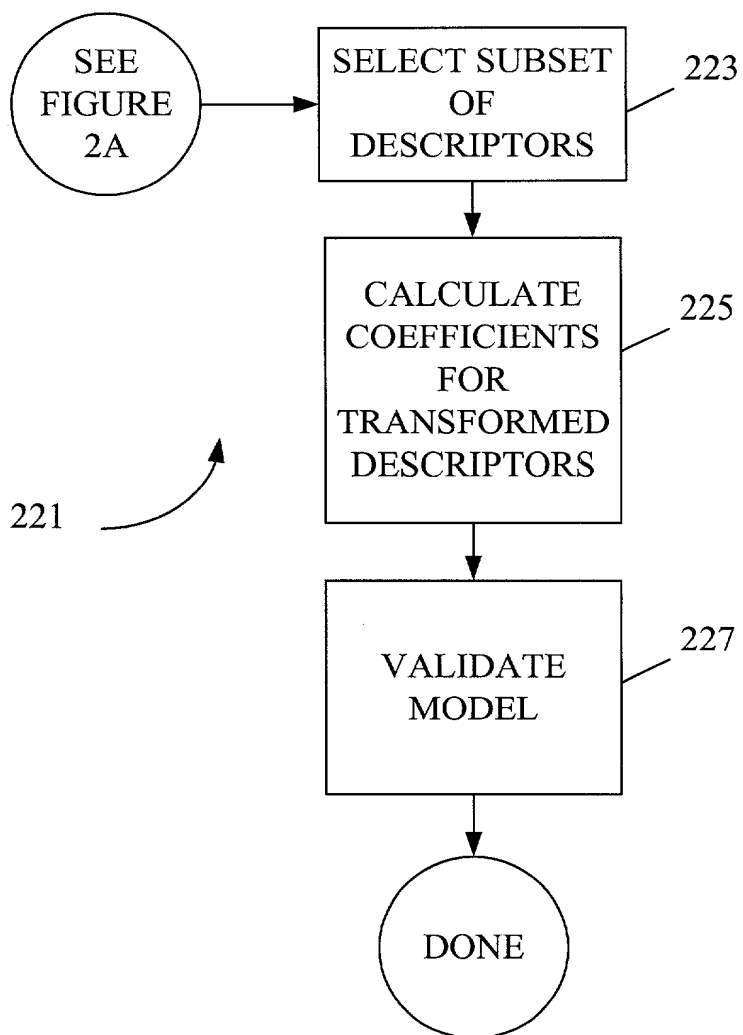 SEE
FIGURE
2A
SELECT SUBSET
OF
DESCRIPTORS
223
CALCULATE
COEFFICIENTS
FOR
TRANSFORMED
DESCRIPTORS
225
221
VALIDATE
MODEL
227
DONE